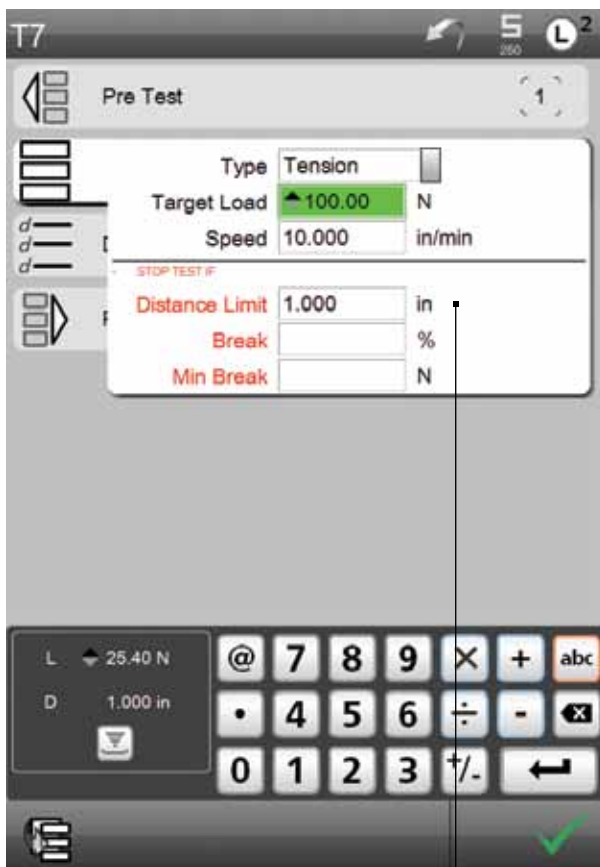 T7
S
250
L 2
Pre Test
1
Type Tension
Target Load 100.00 N
Speed 10.000 in/min
STOP TEST IF
Distance Limit 1.000 in
Break %
Min Break N
d
d
d
L 25.40 N
D 1.000 in
@ 7 8 9 × + abc
. 4 5 6 ÷ -
0 1 2 3 +/-